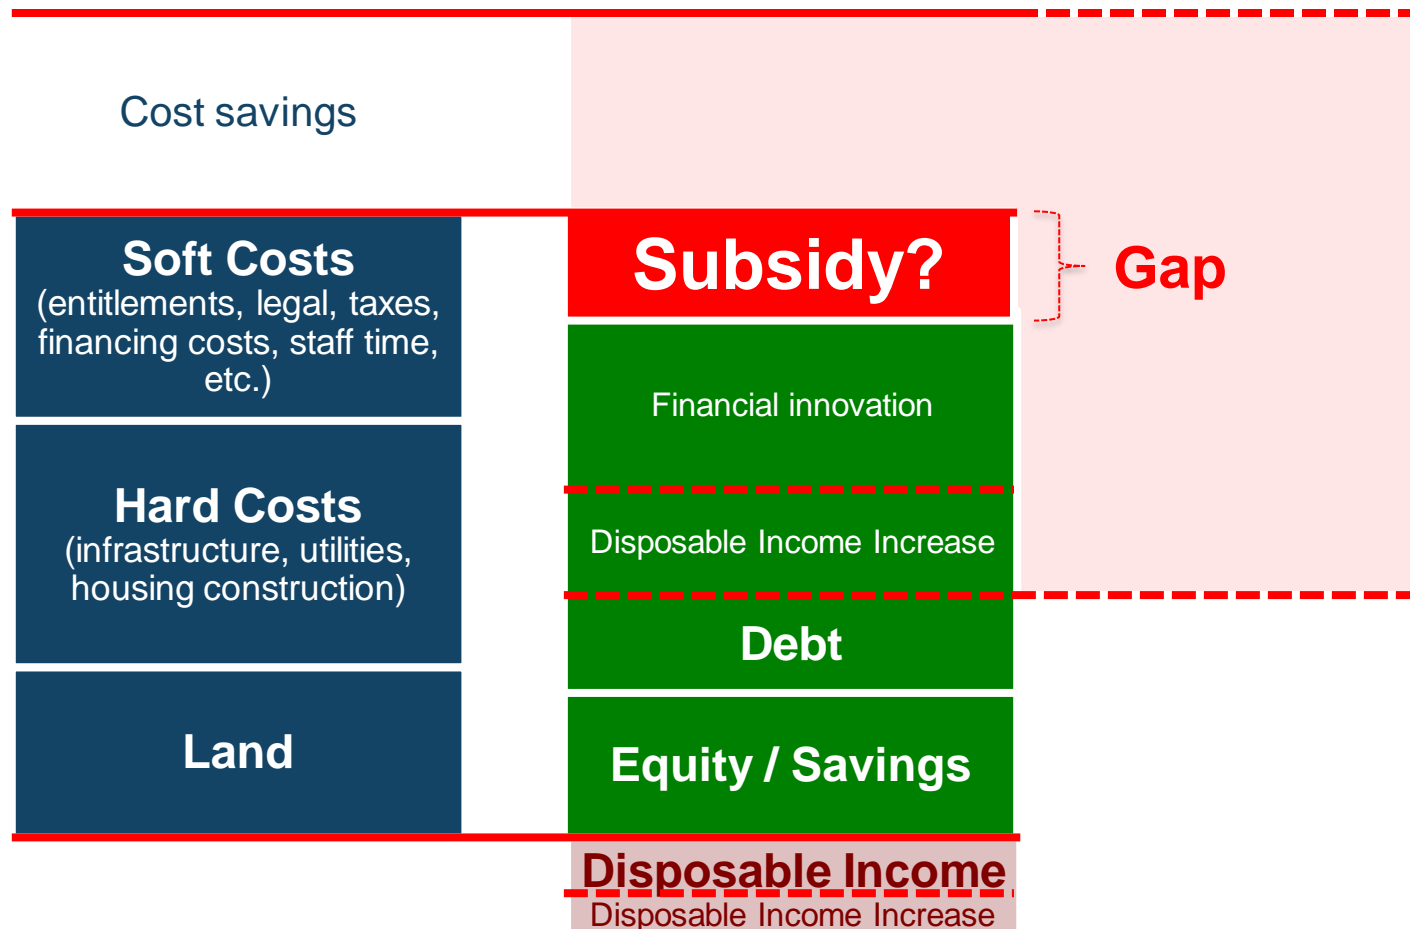 Cost savings
Soft Costs
(entitlements, legal, taxes,
financing costs, staff time,
etc.)
Hard Costs
(infrastructure, utilities,
housing construction)
Land
Subsidy?
Gap
Financial innovation
Disposable Income Increase
Debt
Equity / Savings
Disposable Income
Disposable Income Increase